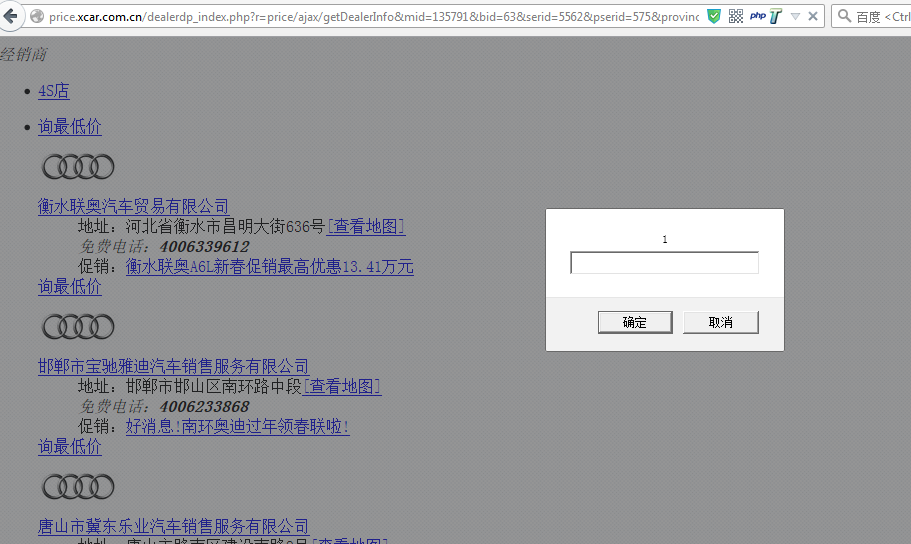 price.xcar.com.cn/dealerdp_index.php?r=price/ajax/getDealerInfo&mid=135791&bid=63&serid=5562&pserid=575&provinc
php
百度 <Ctrl
经销商
4S店
询最低价
1
衡水联奥汽车贸易有限公司
地址：河北省衡水市昌明大街636号[查看地图]
免费电话：4006339612
促销：衡水联奥A6L新春促销最高优惠13.41万元
确定 取消
询最低价
邯郸市宝驰雅迪汽车销售服务有限公司
地址：邯郸市邯山区南环路中段[查看地图]
免费电话：4006233868
促销：好消息!南环奥迪过年领春联啦!
询最低价
唐山市冀东乐业汽车销售服务有限公司